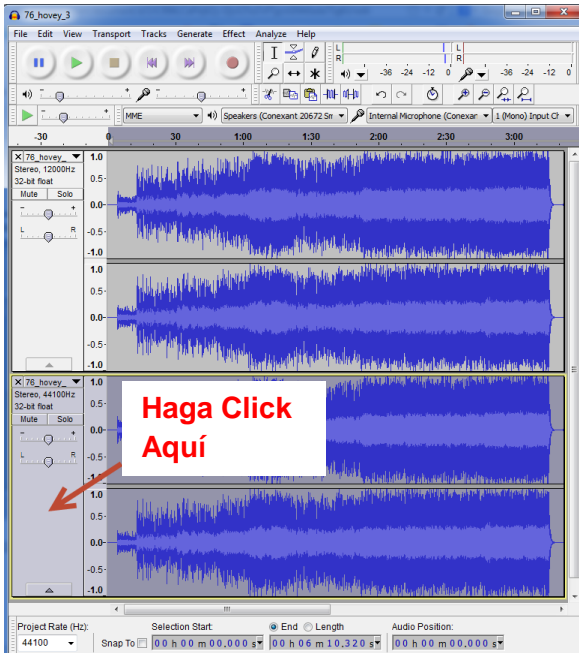 76_hovey_3
File Edit View Transport Tracks Generate Effect Analyze Help
L L
R R
-36 -24 -12 0 -36 -24 -12 0
MME Speakers (Conexant 20672 Sm Internal Microphone (Conexar 1 (Mono) Input Ch
-30 0 30 1:00 1:30 2:00 2:30 3:00
76_hovey_ 1.0
Stereo, 12000Hz
32-bit float 0.5-
Mute Solo
- + 0.0-
L R -0.5-
-1.0
1.0
0.5-
0.0-
-0.5-
-1.0
76_hovey_ 1.0
Stereo, 44100Hz
32-bit float 0.5-
Mute Solo
- + 0.0-
L R
Haga Click
Aquí
1.0
0.5-
0.0-
-0.5-
-1.0
Project Rate (Hz): Selection Start: End Length Audio Position:
44100 Snap To 00 h 00 m 00,000 s 00 h 06 m 10,320 s 00 h 00 m 00,000 s